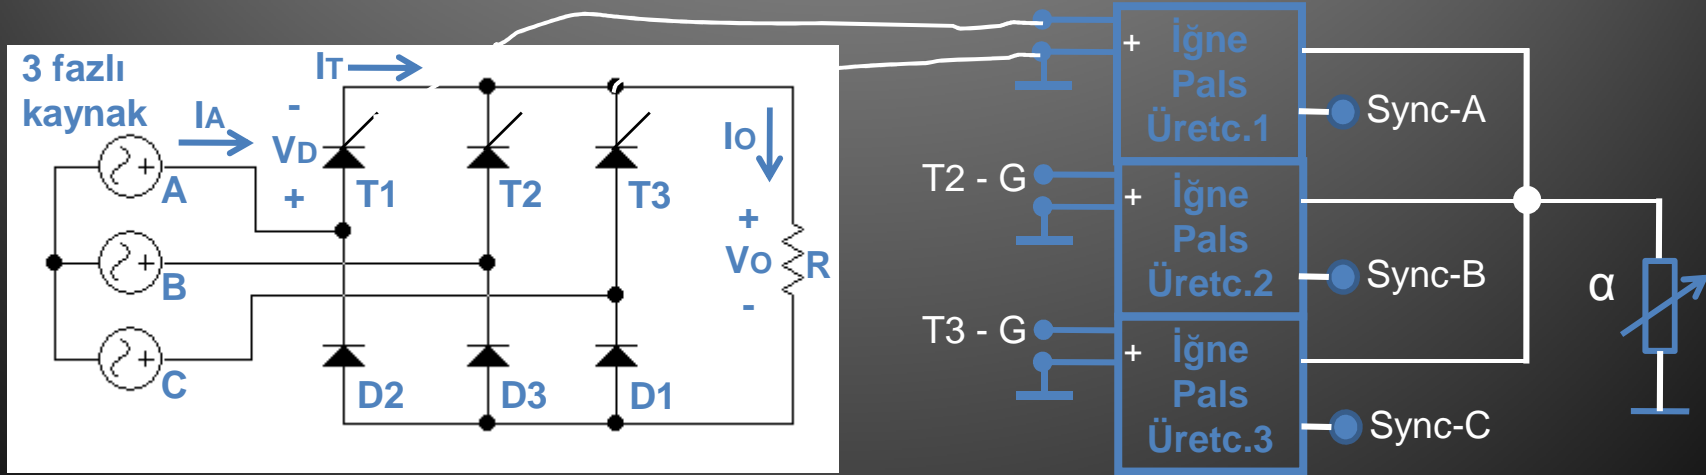 3 fazlı
kaynak
IA
IT
-
VD
+
T1
T2
T3
IO
+
VO
-
R
+
A
+
B
+
C
D2
D3
D1
+
İğne
Pals
Üretc.1
Sync-A
T2 - G
+
İğne
Pals
Üretc.2
Sync-B
α
T3 - G
+
İğne
Pals
Üretc.3
Sync-C